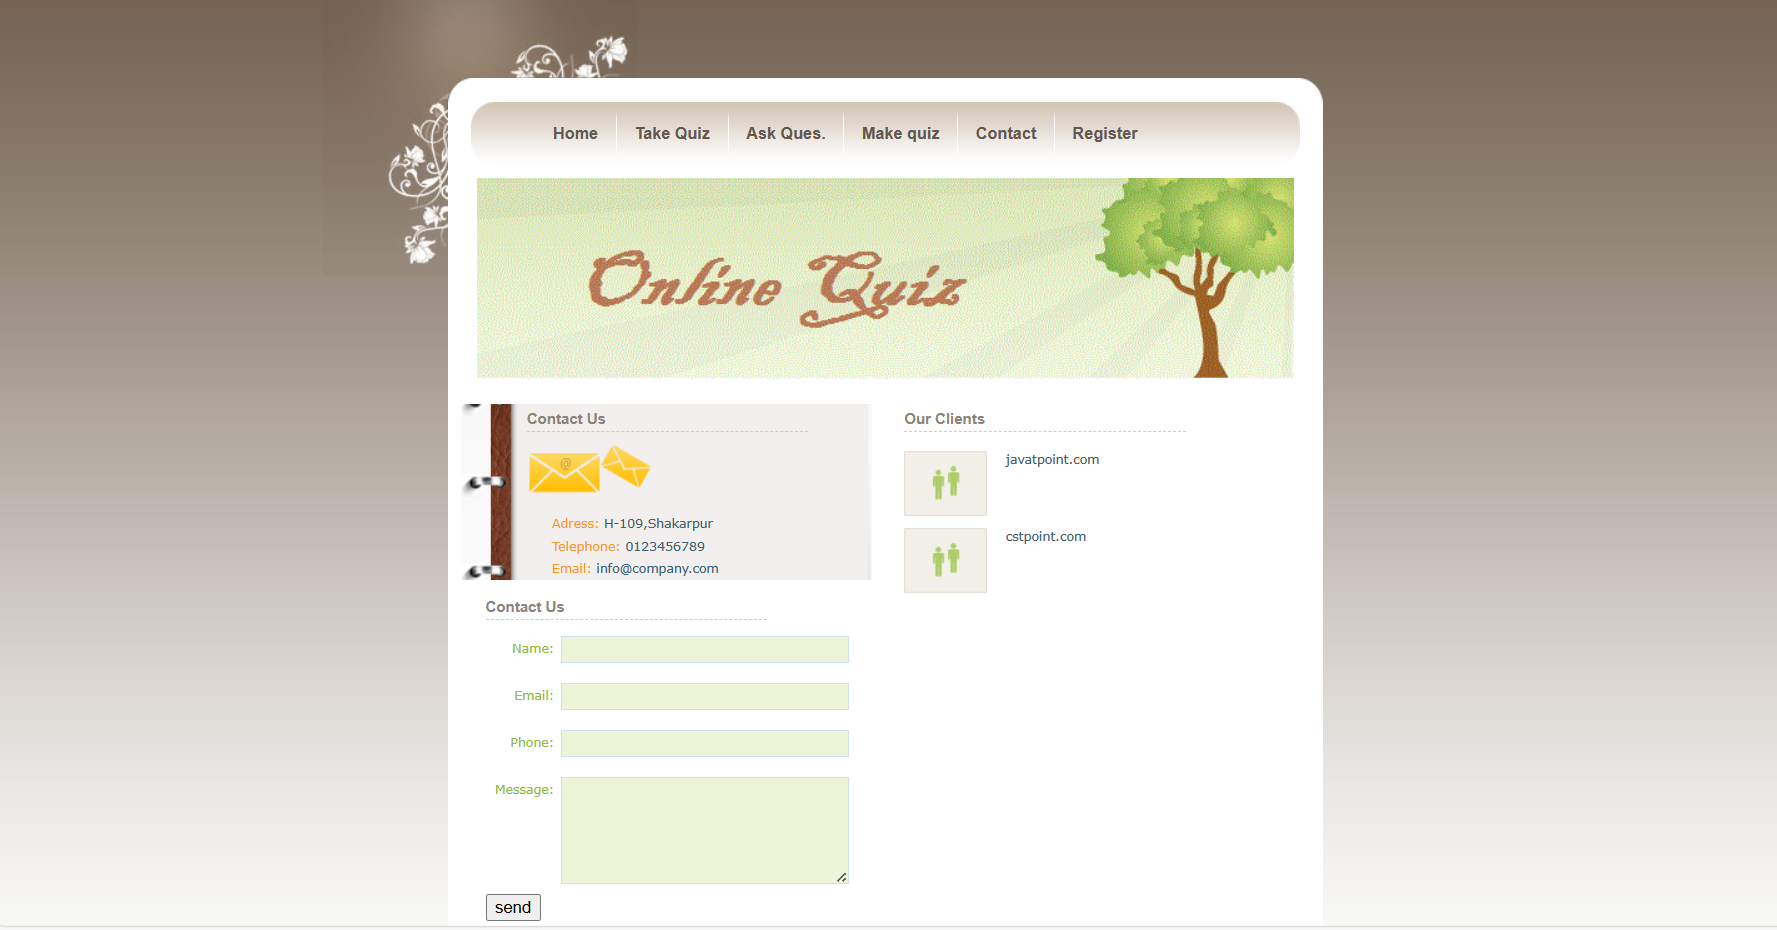 Home Take Quiz Ask Ques. Make quiz Contact Register
Online Quiz
Contact Us
@
Adress: H-109,Shakarpur
Telephone: 0123456789
Email: info@company.com
Our Clients
javatpoint.com
cstpoint.com
Contact Us
Name:
Email:
Phone:
Message:
send